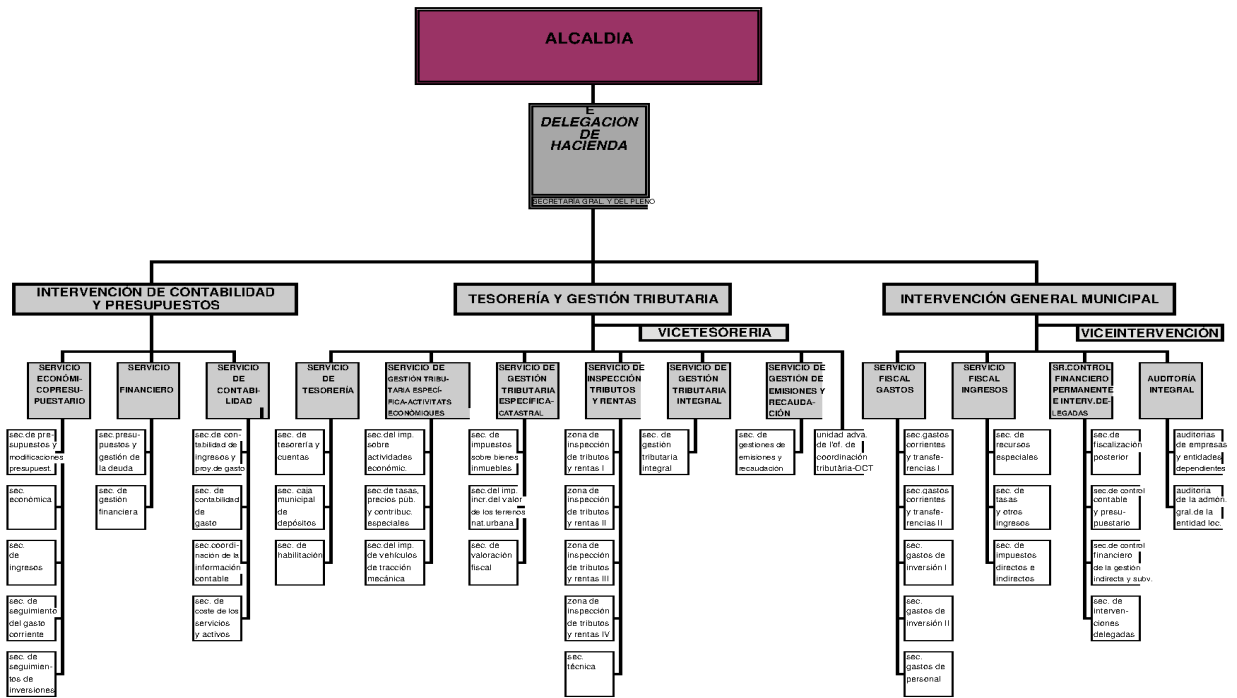 ALCALDIA
E
DELEGACION
DE
HACIENDA
SECRETARIA GRAL. Y DEL PLENO
INTERVENCIÓN DE CONTABILIDAD
Y PRESUPUESTOS
TESORERÍA Y GESTIÓN TRIBUTARIA
INTERVENCIÓN GENERAL MUNICIPAL
VICETESORERIA
VICEINTERVENCIÓN
SERVICIO
ECONÓMI-
COPRESU-
PUESTARIO
SERVICIO
FINANCIERO
SERVICIO
DE
CONTABI-
LIDAD
SERVICIO
DE
TESORERÍA
SERVICIO DE
GESTIÓN TRIBU-
TARIA ESPECÍ-
FICA-ACTIVITATS
ECONÒMIQUES
SERVICIO DE
GESTIÓN
TRIBUTARIA
ESPECÍFICA-
CATASTRAL
SERVICIO DE
INSPECCIÓN
TRIBUTOS
Y RENTAS
SERVICIO DE
GESTIÓN
TRIBUTARIA
INTEGRAL
SERVICIO DE
GESTIÓN DE
EMISIONES Y
RECAUDA-
CIÓN
SERVICIO
FISCAL
GASTOS
SERVICIO
FISCAL
INGRESOS
SR.CONTROL
FINANCIERO
PERMANENTE
E INTERV.DE-
LEGADAS
AUDITORÍA
INTEGRAL
sec.de pre-
supuestos y
modificaciones
presupuest.
sec.
económica
sec.
de
ingresos
sec. de
seguimiento
del gasto
corriente
sec. de
seguimien-
tos de
inversiones
sec.presu-
puestos y
gestión de
la deuda
sec. de
gestión
financiera
sec.de con-
tabilidad de
ingresos y
proy.de gasto
sec. de
contabilidad
de
gasto
sec.coordi-
nación de la
información
contable
sec. de
coste de los
servicios
y activos
sec. de
tesorería y
cuentas
sec. caja
municipal
de
depósitos
sec. de
habilitación
sec.del imp.
sobre
actividades
económic.
sec.de tasas,
precios púb.
y contribuc.
especiales
sec.del imp.
de vehículos
de tracción
mecánica
sec. de
impuestos
sobre bienes
inmuebles
sec.del imp.
incr.del valor
de los terrenos
nat.urbana
sec. de
valoración
fiscal
zona de
inspección
de tributos
y rentas I
zona de
inspección
de tributos
y rentas II
zona de
inspección
de tributos
y rentas III
zona de
inspección
de tributos
y rentas IV
sec.
técnica
sec. de
gestión
tributaria
integral
sec. de
gestiones de
emisiones y
recaudación
unidad adva.
de l'of. de
coordinación
tributària-OCT
sec.gastos
corrientes
y transfe-
rencias I
sec.gastos
corrientes
y transfe-
rencias II
sec.
gastos de
inversión I
sec.
gastos de
inversión II
sec.
gastos de
personal
sec. de
recursos
especiales
sec. de
tasas
y otros
ingresos
sec. de
impuestos
directos e
indirectos
sec.de
fiscalización
posterior
sec.de control
contable
y presu-
puestario
sec.de control
financiero
de la gestión
indirecta y subv.
sec. de
interven-
ciones
delegadas
auditorias
de empresas
y entidades
dependientes
auditoria
de la admón.
gral.de la
entidad loc.